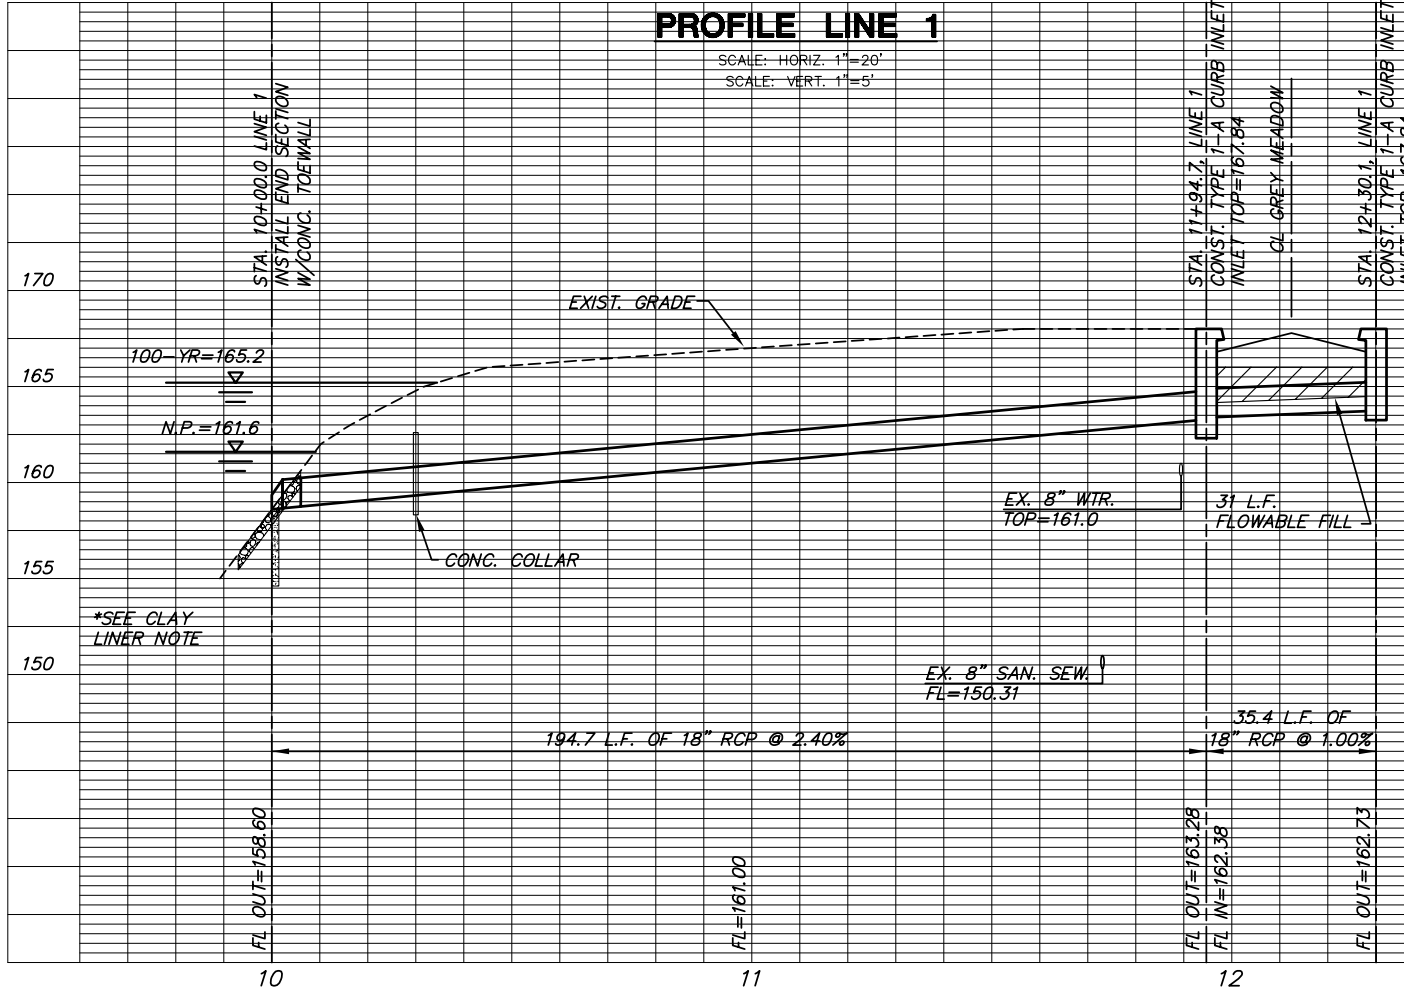 PROFILE LINE 1
SCALE: HORIZ. 1"=20'
SCALE: VERT. 1"=5'
STA. 10+00.0 LINE 1
INSTALL END SECTION
W/CONC. TOEWALL
STA. 11+94.7, LINE 1
CONST. TYPE 1-A CURB INLET
INLET TOP=167.84
CL GREY MEADOW
STA. 12+30.1, LINE 1
CONST. TYPE 1-A CURB INLET
INLET TOP=167.84
170
165
160
155
150
EXIST. GRADE
100-YR=165.2
N.P.=161.6
EX. 8" WTR.
TOP=161.0
31 L.F.
FLOWABLE FILL
CONC. COLLAR
*SEE CLAY
LINER NOTE
EX. 8" SAN. SEW.
FL=150.31
194.7 L.F. OF 18" RCP @ 2.40%
35.4 L.F. OF
18" RCP @ 1.00%
FL OUT=158.60
FL=161.00
FL OUT=163.28
FL IN=162.38
FL OUT=162.73
10
11
12